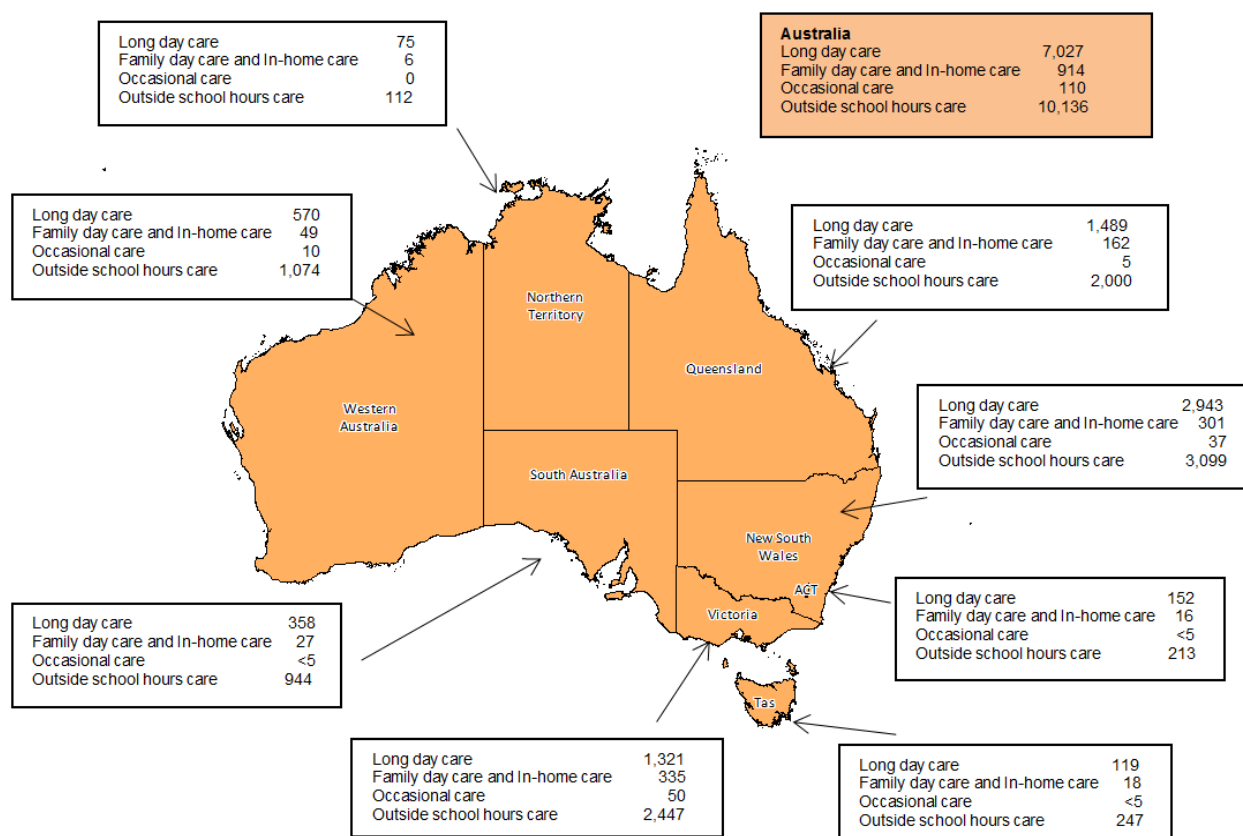 Long day care 75
Family day care and In-home care 6
Occasional care 0
Outside school hours care 112
Australia
Long day care 7,027
Family day care and In-home care 914
Occasional care 110
Outside school hours care 10,136
Long day care 570
Family day care and In-home care 49
Occasional care 10
Outside school hours care 1,074
Long day care 1,489
Family day care and In-home care 162
Occasional care 5
Outside school hours care 2,000
Northern
Territory
Queensland
Western
Australia
South Australia
Long day care 2,943
Family day care and In-home care 301
Occasional care 37
Outside school hours care 3,099
New South
Wales
ACT
Victoria
Tas
Long day care 358
Family day care and In-home care 27
Occasional care <5
Outside school hours care 944
Long day care 152
Family day care and In-home care 16
Occasional care <5
Outside school hours care 213
Long day care 1,321
Family day care and In-home care 335
Occasional care 50
Outside school hours care 2,447
Long day care 119
Family day care and In-home care 18
Occasional care <5
Outside school hours care 247